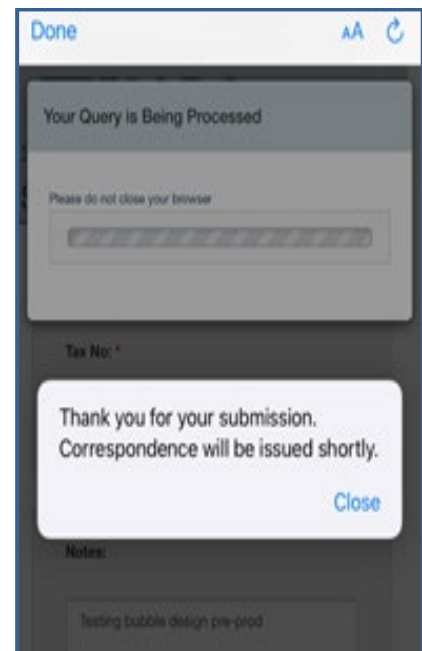 Done AA
Your Query is Being Processed
Please do not close your browser
Tax No: *
Thank you for your submission.
Correspondence will be issued shortly.
Close
Notes:
Testing bubble design pre-prod